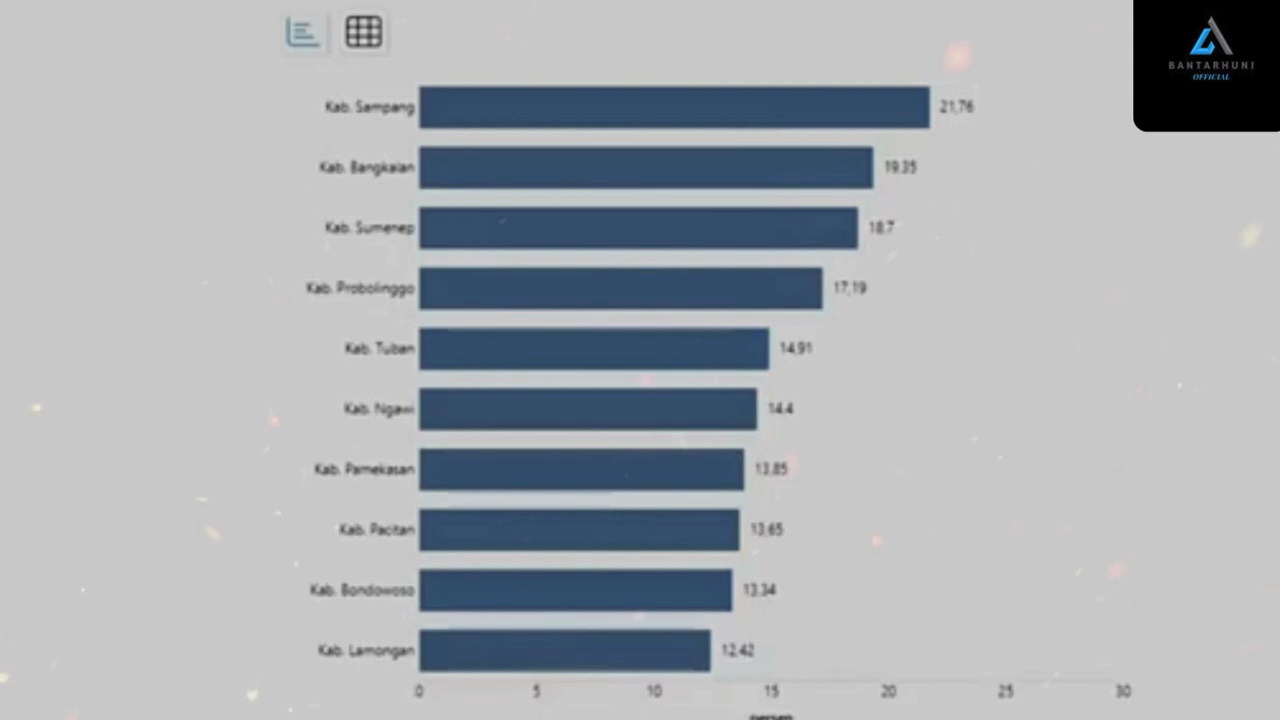 BANTARHUNI
OFFICIAL
Kab. Sampang 21,76
Kab. Bangkalan 19,35
Kab. Sumenep 18,7
Kab. Probolinggo 17,19
Kab. Tuban 14,91
Kab. Ngawi 14,4
Kab. Pamekasan 13,85
Kab. Pacitan 13,65
Kab. Bondowoso 13,34
Kab. Lamongan 12,42
0 5 10 15 20 25 30
persen